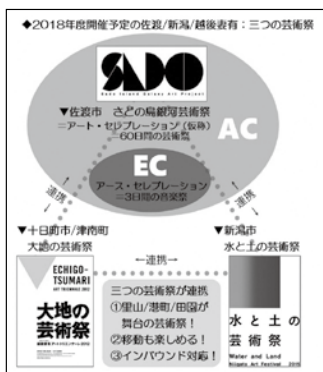 ◆2018年度開催予定の佐渡/新潟/越後妻有：三つの芸術祭
SADO
Sado Island Galaxy Art Project
▼佐渡市 さどの島銀河芸術祭
＝アート・セレブレーション（仮称）
＝60日間の芸術祭
AC
EC
アース・セレブレーション
＝3日間の音楽祭
←連携→
←連携→
▼十日町市/津南町
大地の芸術祭
▼新潟市
水と土の芸術祭
←連携→
ECHIGO-
TSUMARI
ART TRIENNALE 2012
大地の
芸術祭
三つの芸術祭が連携
①里山/港町/田園が
舞台の芸術祭！
②移動も楽しめる！
③インバウンド対応！
水と土の
芸術祭
Water and Land
Niigata Art Festival